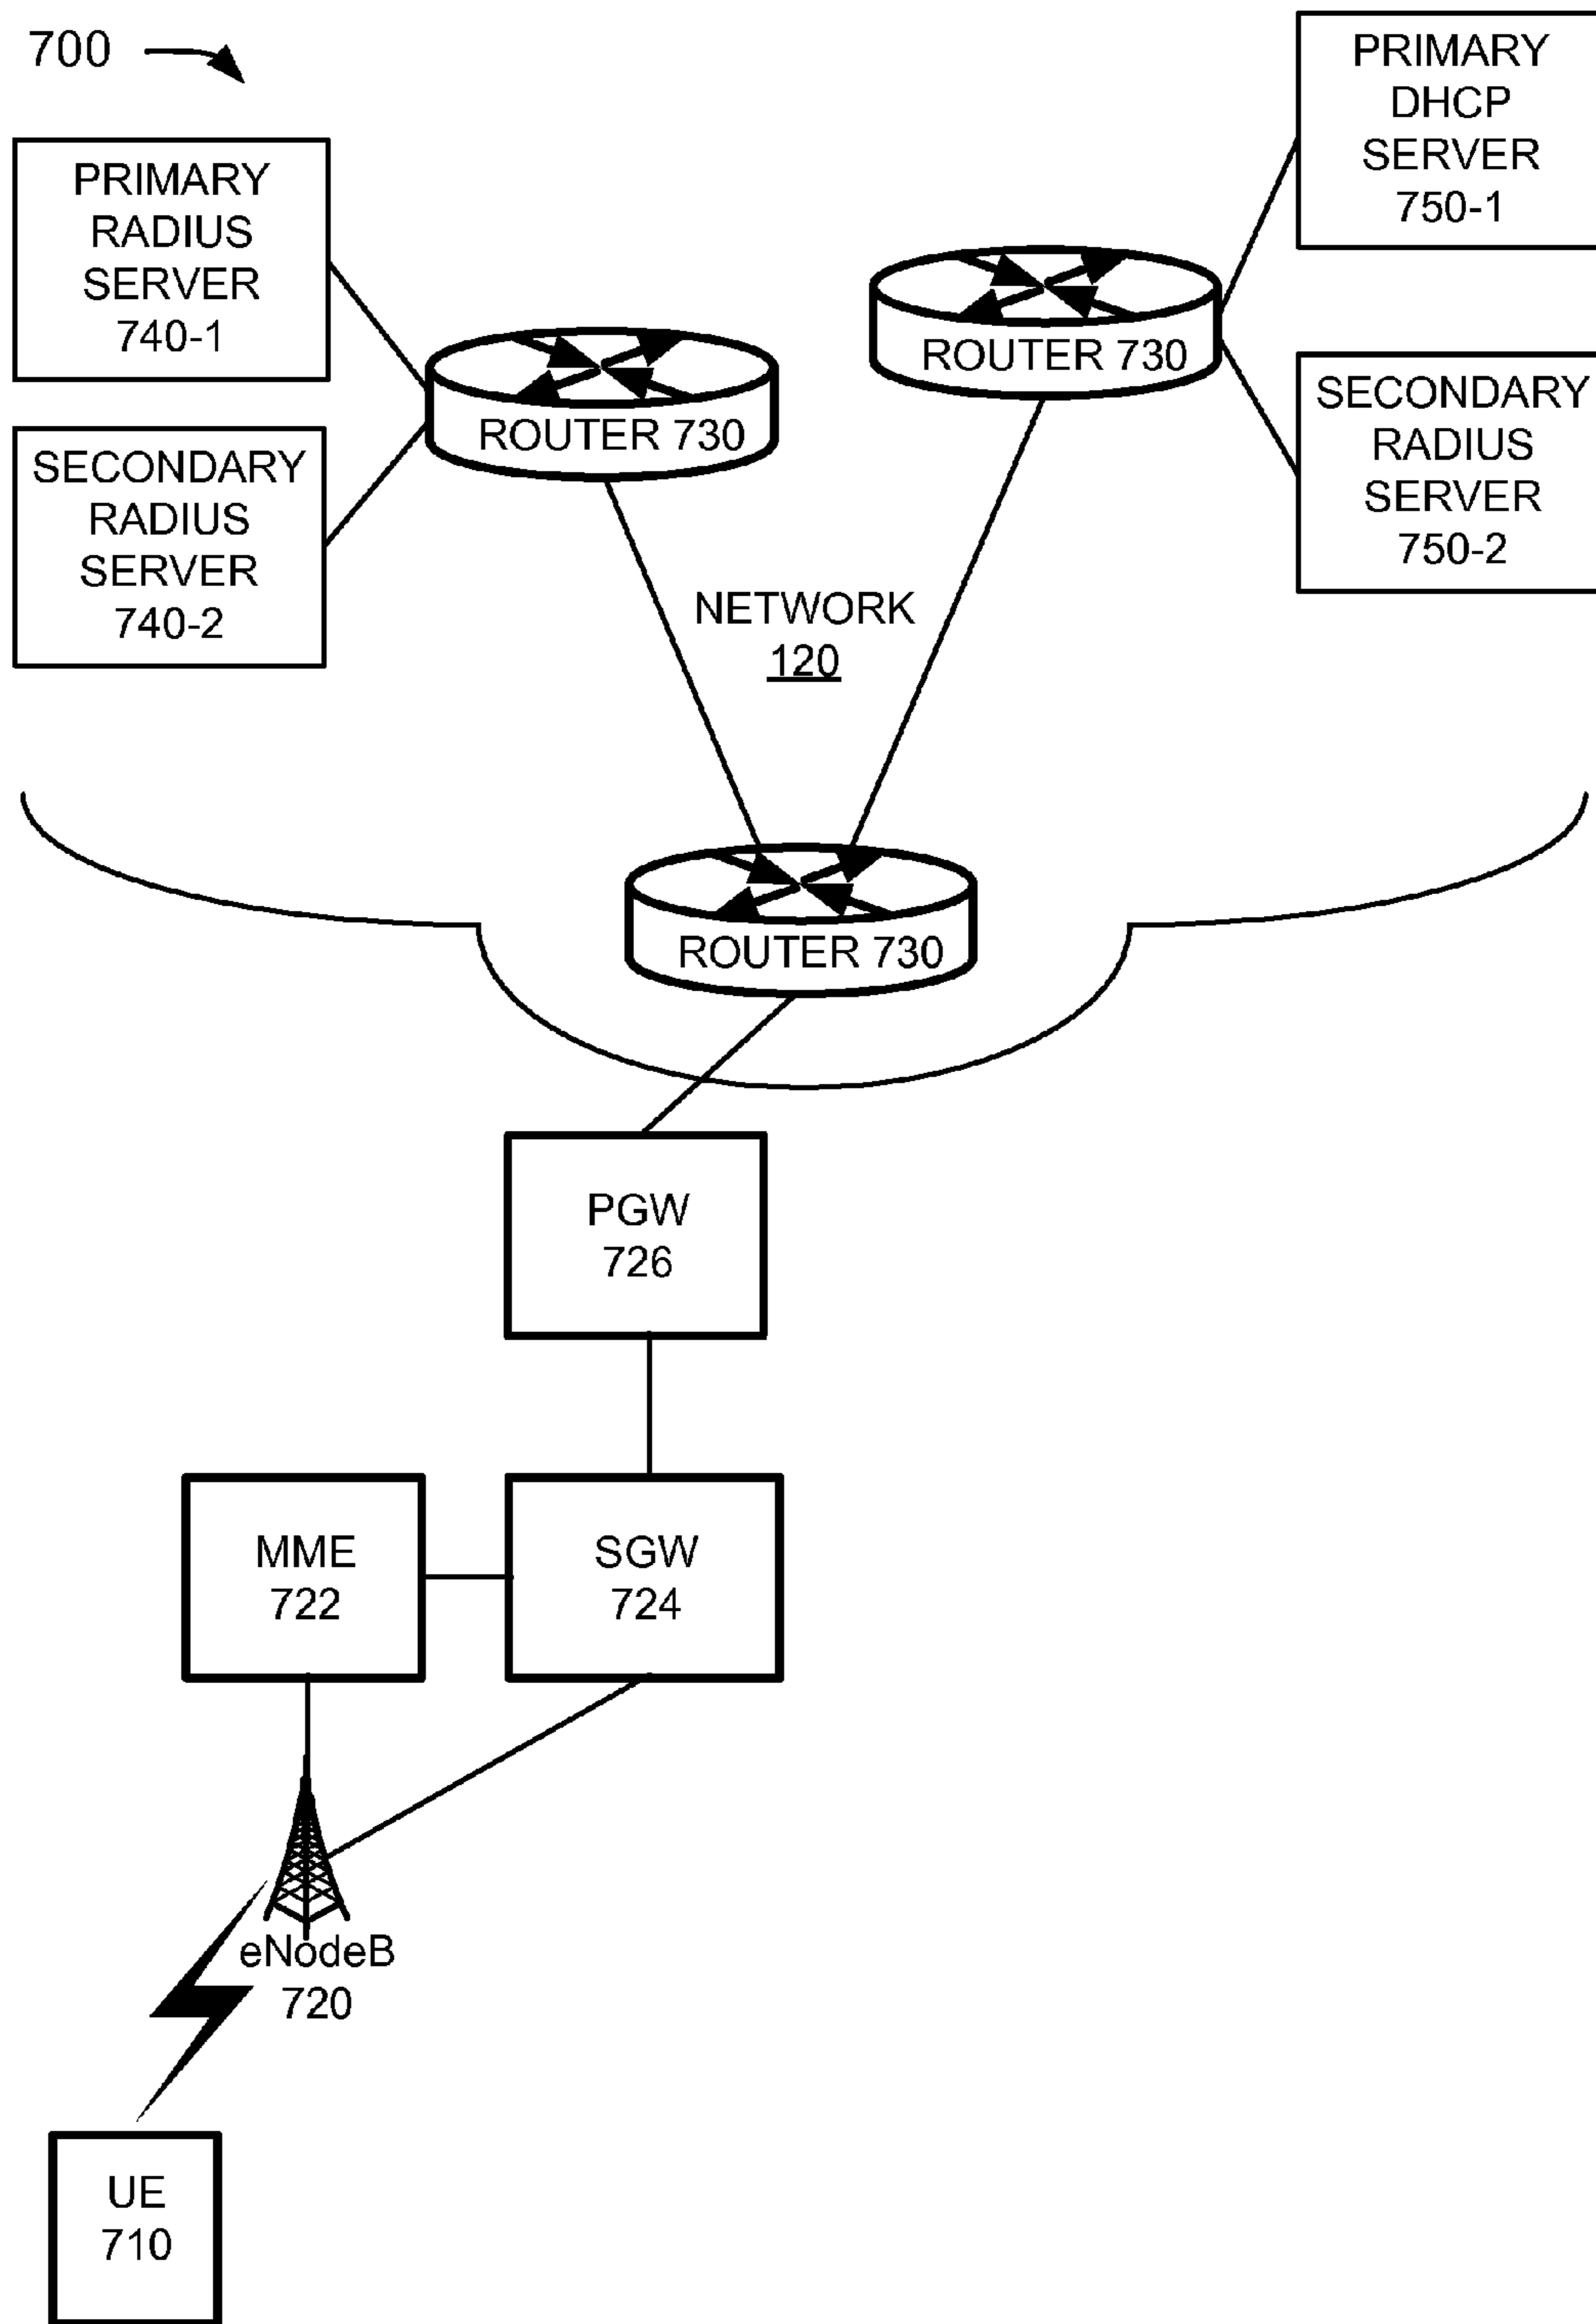 700
PRIMARY
RADIUS
SERVER
740-1
SECONDARY
RADIUS
SERVER
740-2
ROUTER 730
ROUTER 730
PRIMARY
DHCP
SERVER
750-1
SECONDARY
RADIUS
SERVER
750-2
NETWORK
120
ROUTER 730
PGW
726
MME
722
SGW
724
eNodeB
720
UE
710